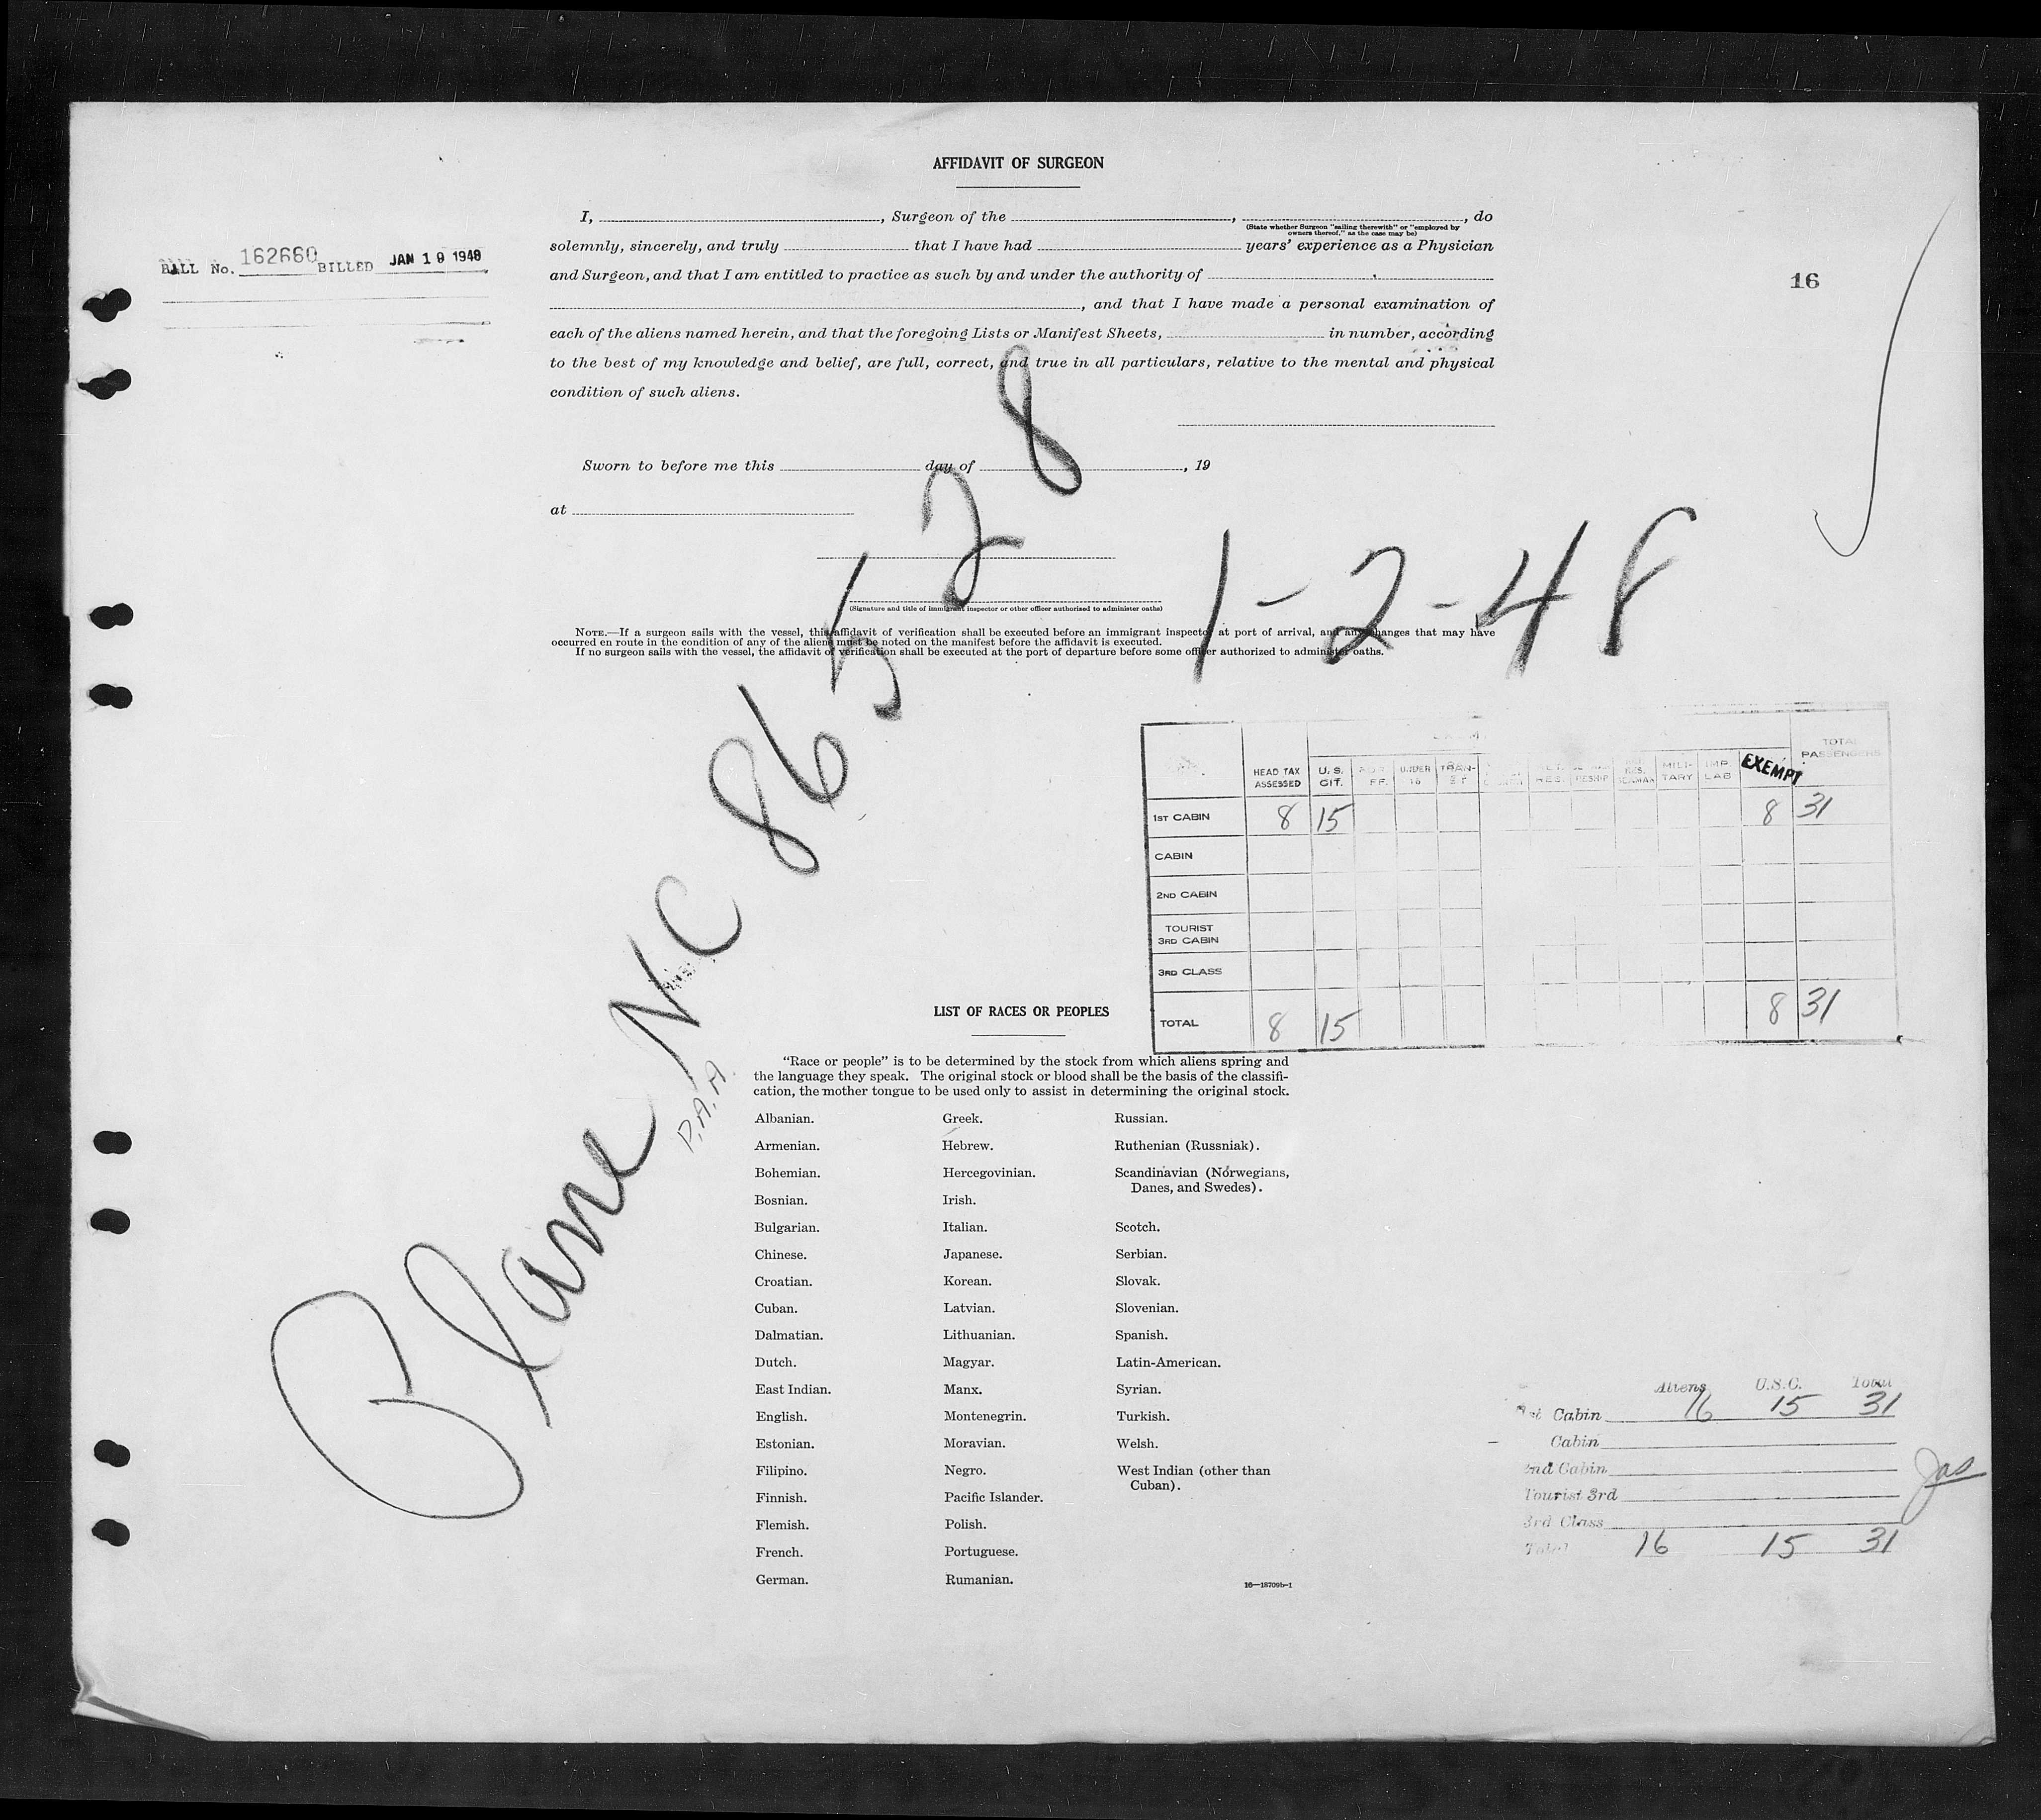 AFFIDAVIT OF SURGEON
I, , Surgeon of the , , do
(State whether Surgeon "sailing therewith" or "employed by
owners thereof," as the case may be)
solemnly, sincerely, and truly that I have had years' experience as a Physician
and Surgeon, and that I am entitled to practice as such by and under the authority of
, and that I have made a personal examination of
each of the aliens named herein, and that the foregoing Lists or Manifest Sheets, in number, according
to the best of my knowledge and belief, are full, correct, and true in all particulars, relative to the mental and physical
condition of such aliens.
BILL No. 162660 BILLED JAN 19 1948
16
Sworn to before me this day of , 19
at
(Signature and title of immigrant inspector or other officer authorized to administer oaths)
NOTE.—If a surgeon sails with the vessel, this affidavit of verification shall be executed before an immigrant inspector at port of arrival, and any changes that may have
occurred en route in the condition of any of the aliens must be noted on the manifest before the affidavit is executed.
If no surgeon sails with the vessel, the affidavit of verification shall be executed at the port of departure before some officer authorized to administer oaths.
Plane NC 86528
P.A.A.
1-2-48
HEAD TAX ASSESSED U. S. CIT. UNDER 16 TRANSIT RES. MILITARY IMP LAB EXEMPT TOTAL PASSENGERS
1ST CABIN 8 15 8 31
CABIN
2ND CABIN
TOURIST
3RD CABIN
3RD CLASS
TOTAL 8 15 8 31
LIST OF RACES OR PEOPLES
"Race or people" is to be determined by the stock from which aliens spring and
the language they speak. The original stock or blood shall be the basis of the classifi-
cation, the mother tongue to be used only to assist in determining the original stock.
Albanian.
Armenian.
Bohemian.
Bosnian.
Bulgarian.
Chinese.
Croatian.
Cuban.
Dalmatian.
Dutch.
East Indian.
English.
Estonian.
Filipino.
Finnish.
Flemish.
French.
German.
Greek.
Hebrew.
Hercegovinian.
Irish.
Italian.
Japanese.
Korean.
Latvian.
Lithuanian.
Magyar.
Manx.
Montenegrin.
Moravian.
Negro.
Pacific Islander.
Polish.
Portuguese.
Rumanian.
Russian.
Ruthenian (Russniak).
Scandinavian (Norwegians,
Danes, and Swedes).
Scotch.
Serbian.
Slovak.
Slovenian.
Spanish.
Latin-American.
Syrian.
Turkish.
Welsh.
West Indian (other than
Cuban).
16—18709b-1
Aliens U.S.C. Total
1st Cabin 16 15 31
Cabin
2nd Cabin
Tourist 3rd
3rd Class
Total 16 15 31